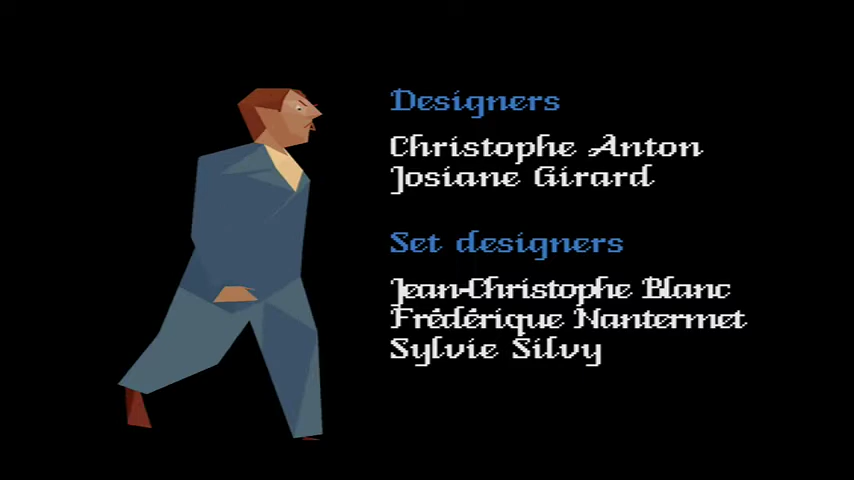 Designers
Christophe Anton
Josiane Girard
Set designers
Jean-Christophe Blanc
Frédérique Nantermet
Sylvie Silvy